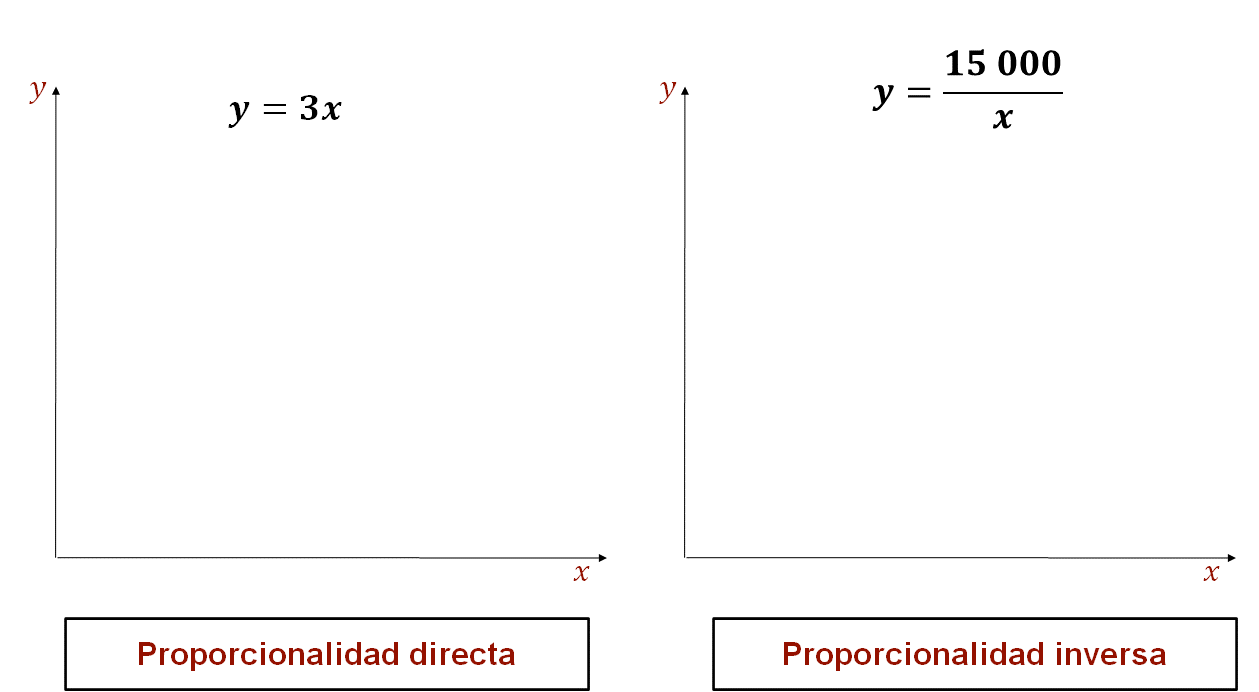 y
y = 3x
x
Proporcionalidad directa
y
y = 15 000 / x
x
Proporcionalidad inversa